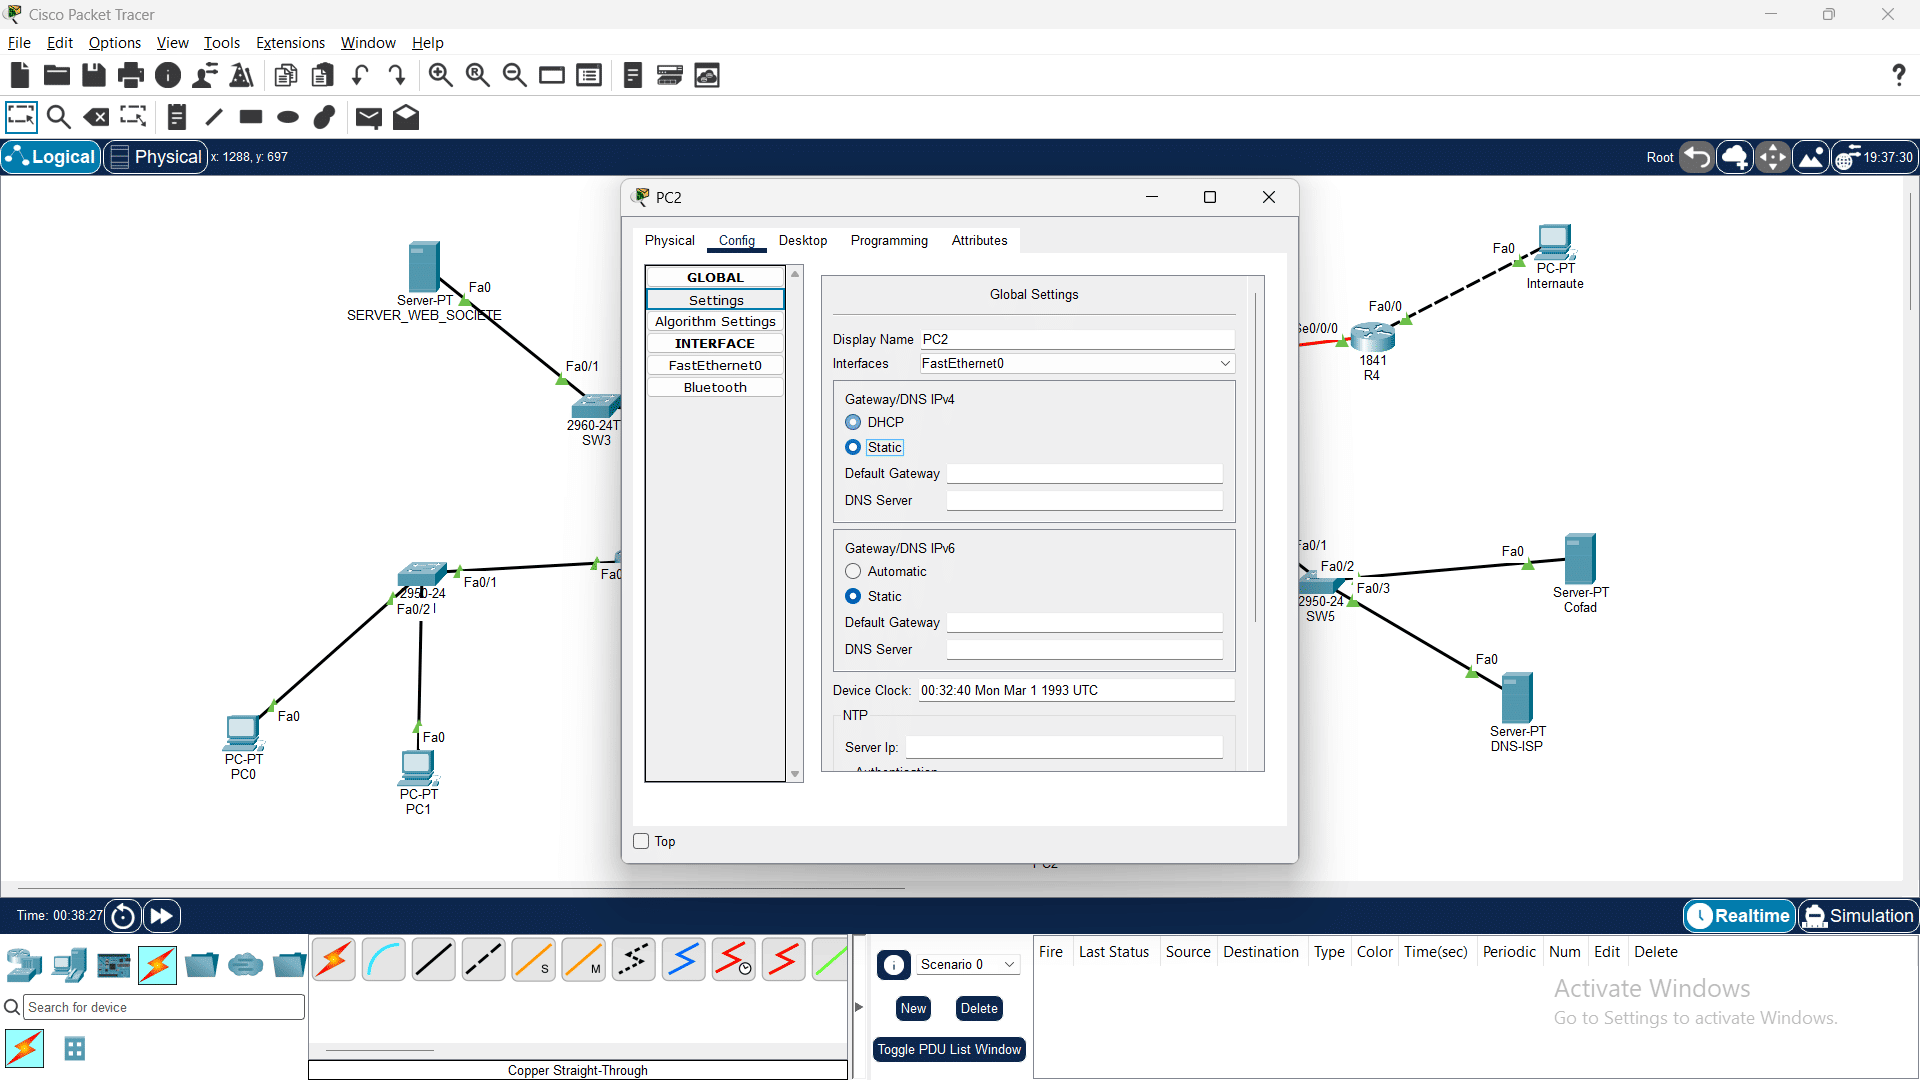 Cisco Packet Tracer
File Edit Options View Tools Extensions Window Help
Logical Physical x: 1288, y: 697 Root 19:37:30
PC2
Physical Config Desktop Programming Attributes
GLOBAL
Settings
Algorithm Settings
INTERFACE
FastEthernet0
Bluetooth
Global Settings
Display Name PC2
Interfaces FastEthernet0
Gateway/DNS IPv4
DHCP
Static
Default Gateway
DNS Server
Gateway/DNS IPv6
Automatic
Static
Default Gateway
DNS Server
Device Clock: 00:32:40 Mon Mar 1 1993 UTC
NTP
Server Ip:
Authentication
Top
Fa0
Server-PT
SERVER_WEB_SOCIETE
Fa0/1
2960-24T
SW3
Fa0/1
Fa0
2950-24
Fa0/2
Fa0
PC-PT
PC0
Fa0
PC-PT
PC1
Fa0
PC-PT
Internaute
Fa0/0
Se0/0/0
1841
R4
Fa0/1
Fa0/2
Fa0/3
2950-24
SW5
Fa0
Server-PT
Cofad
Fa0
Server-PT
DNS-ISP
PC2
Time: 00:38:27 Realtime Simulation
Search for device
S
M
Copper Straight-Through
Scenario 0
New Delete
Toggle PDU List Window
Fire Last Status Source Destination Type Color Time(sec) Periodic Num Edit Delete
Activate Windows
Go to Settings to activate Windows.